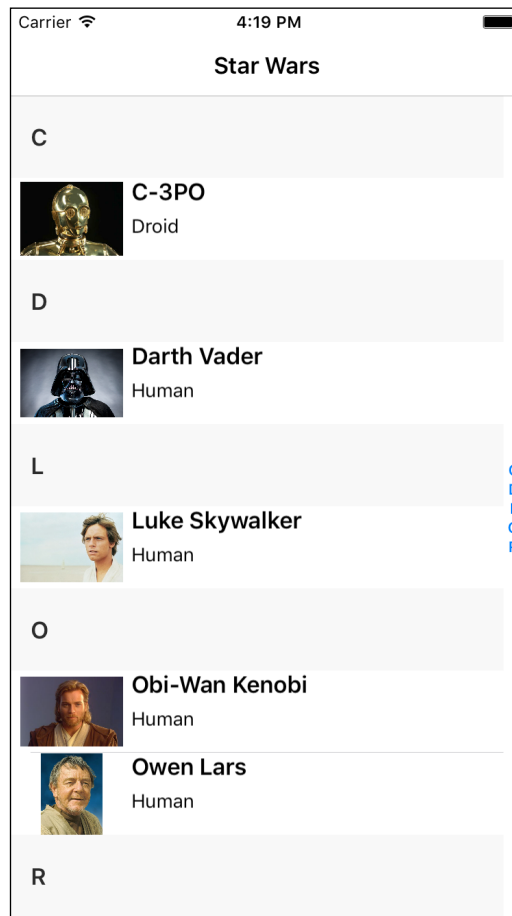 Carrier
4:19 PM
Star Wars
C
C-3PO
Droid
D
Darth Vader
Human
L
Luke Skywalker
Human
O
Obi-Wan Kenobi
Human
Owen Lars
Human
R